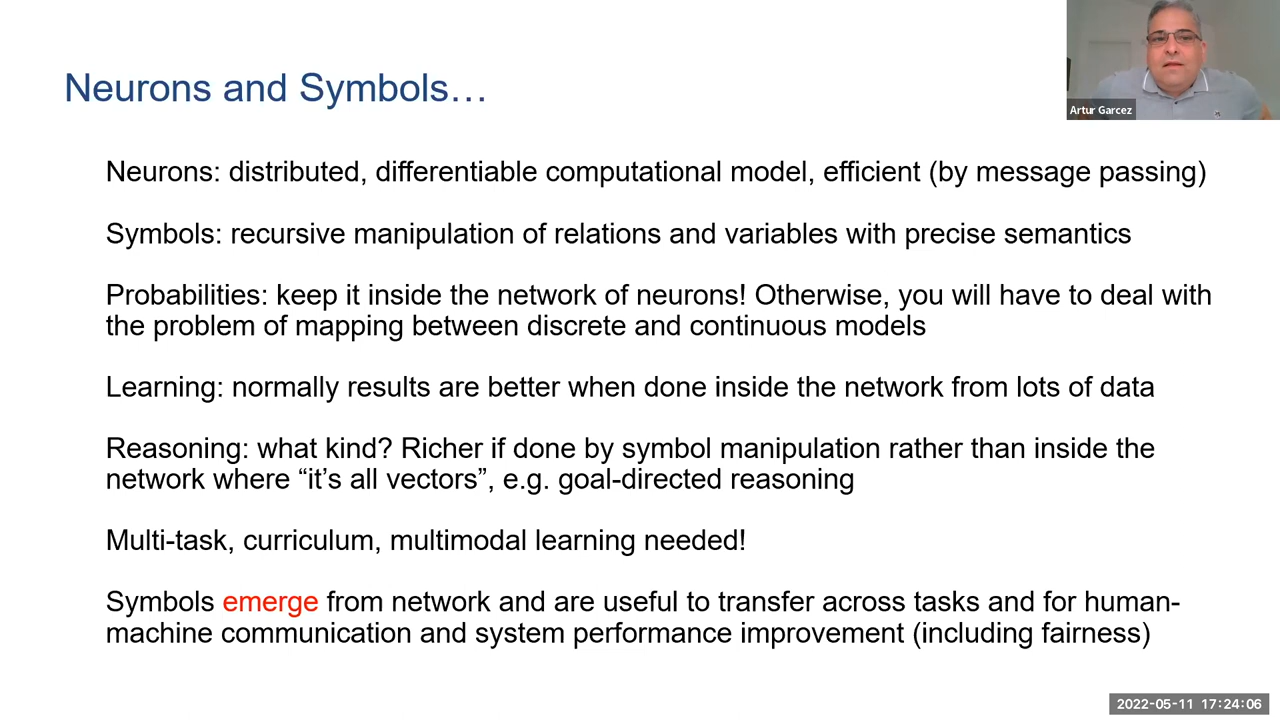 Artur Garcez
Neurons and Symbols…
Neurons: distributed, differentiable computational model, efficient (by message passing)
Symbols: recursive manipulation of relations and variables with precise semantics
Probabilities: keep it inside the network of neurons! Otherwise, you will have to deal with
the problem of mapping between discrete and continuous models
Learning: normally results are better when done inside the network from lots of data
Reasoning: what kind? Richer if done by symbol manipulation rather than inside the
network where “it’s all vectors”, e.g. goal-directed reasoning
Multi-task, curriculum, multimodal learning needed!
Symbols emerge from network and are useful to transfer across tasks and for human-
machine communication and system performance improvement (including fairness)
2022-05-11 17:24:06